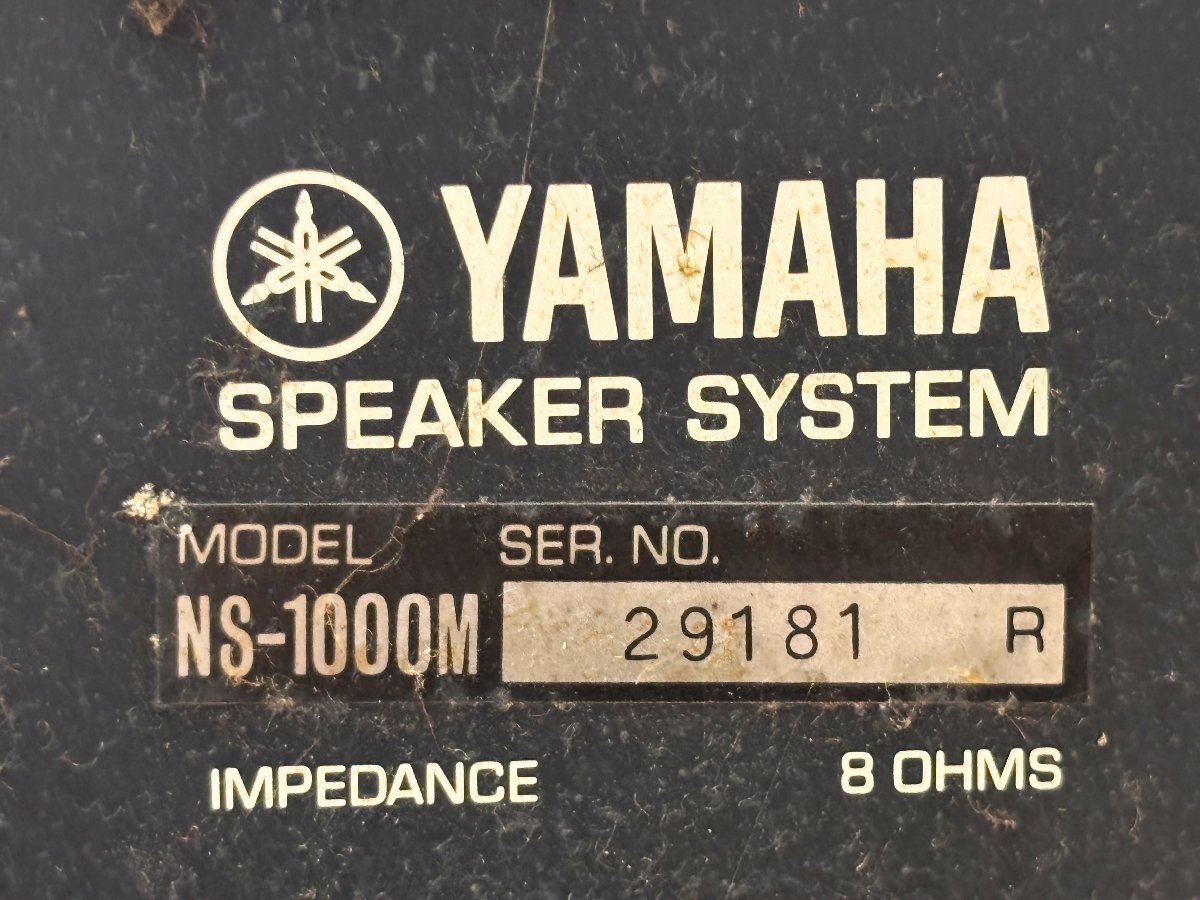 YAMAHA
SPEAKER SYSTEM
MODEL SER. NO.
NS-1000M 29181 R
IMPEDANCE 8 OHMS